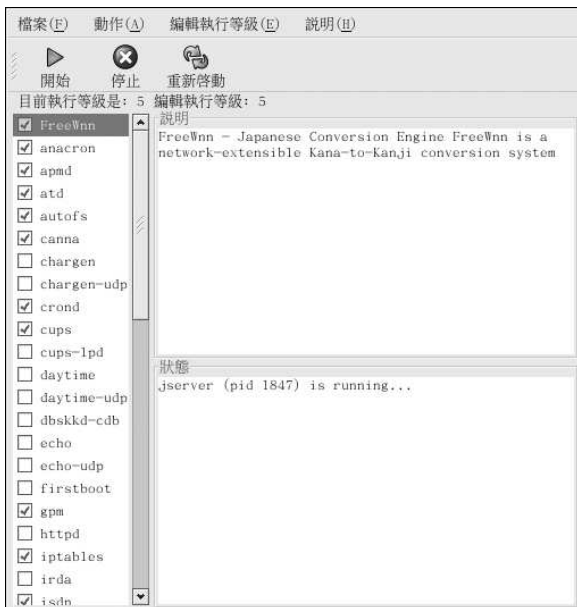 檔案(F) 動作(A) 編輯執行等級(E) 説明(H)
開始 停止 重新啓動
目前執行等級是: 5 編輯執行等級: 5
FreeWnn
anacron
apmd
atd
autofs
canna
chargen
chargen-udp
crond
cups
cups-lpd
daytime
daytime-udp
dbskkd-cdb
echo
echo-udp
firstboot
gpm
httpd
iptables
irda
isdn
説明
FreeWnn - Japanese Conversion Engine FreeWnn is a
network-extensible Kana-to-Kanji conversion system
狀態
jserver (pid 1847) is running...